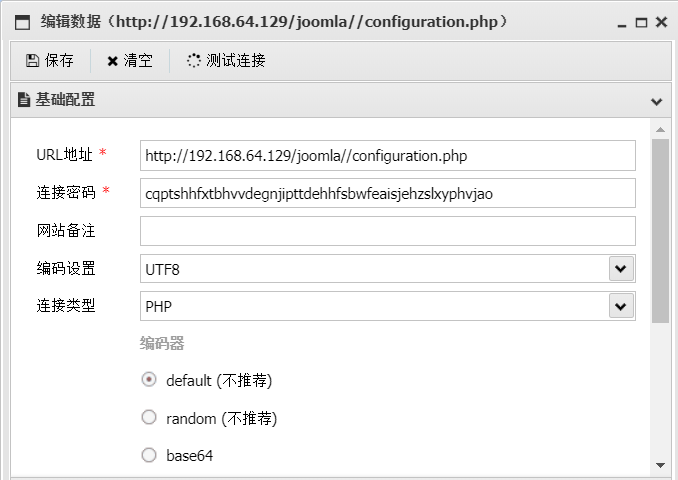 编辑数据（http://192.168.64.129/joomla//configuration.php）
保存 清空 测试连接
基础配置
URL地址 * http://192.168.64.129/joomla//configuration.php
连接密码 * cqptshhfxtbhvvdegnjipttdehhfsbwfeaisjehzslxyphvjao
网站备注
编码设置 UTF8
连接类型 PHP
编码器
default (不推荐)
random (不推荐)
base64